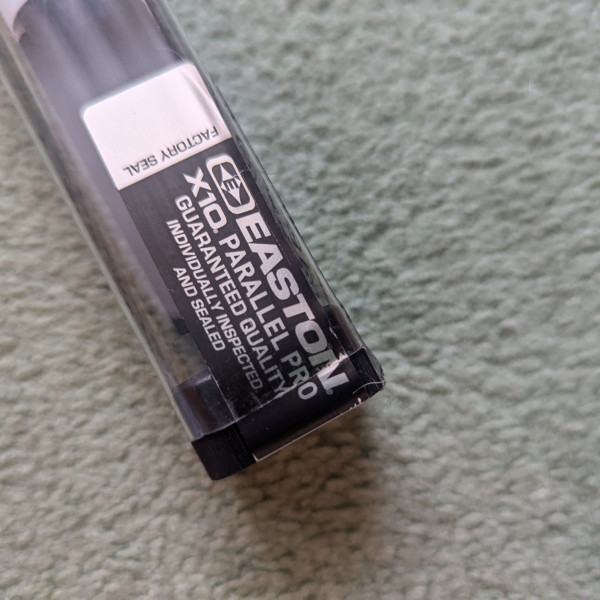 FACTORY SEAL
EASTON
X10® PARALLEL PRO
GUARANTEED QUALITY
INDIVIDUALLY INSPECTED
AND SEALED